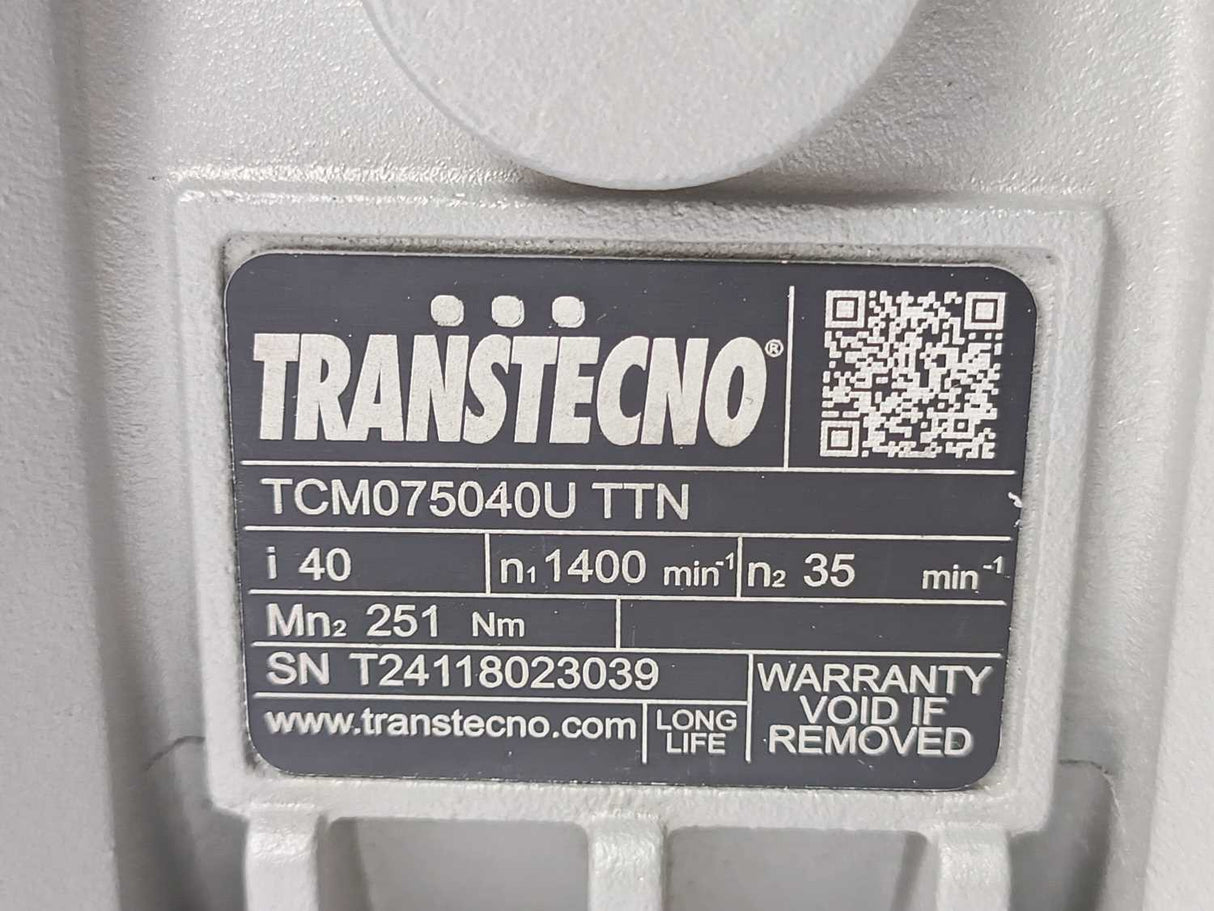 TRANSTECNO®
TCM075040U TTN
i 40 n₁ 1400 min⁻¹ n₂ 35 min⁻¹
Mn₂ 251 Nm
SN T24118023039
www.transtecno.com
LONG
LIFE
WARRANTY
VOID IF
REMOVED